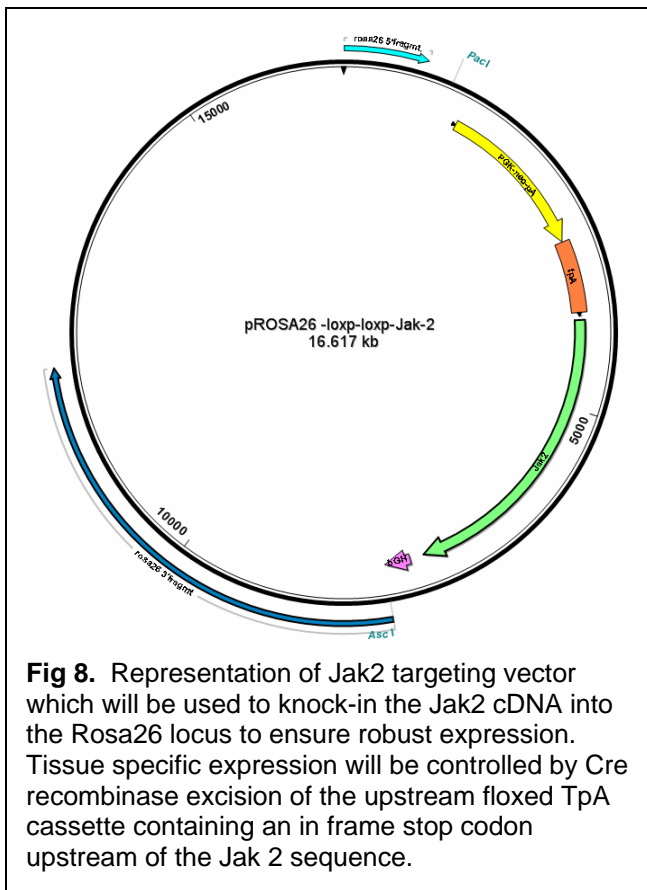 rosa26 5'fragmt
PacI
15000
PGK-neo-pA
tpA
pROSA26 -loxp-loxp-Jak-2
16.617 kb
5000
Jak2
10000
bGH
rosa26 3'fragmt
AscI
Fig 8. Representation of Jak2 targeting vector
which will be used to knock-in the Jak2 cDNA into
the Rosa26 locus to ensure robust expression.
Tissue specific expression will be controlled by Cre
recombinase excision of the upstream floxed TpA
cassette containing an in frame stop codon
upstream of the Jak 2 sequence.